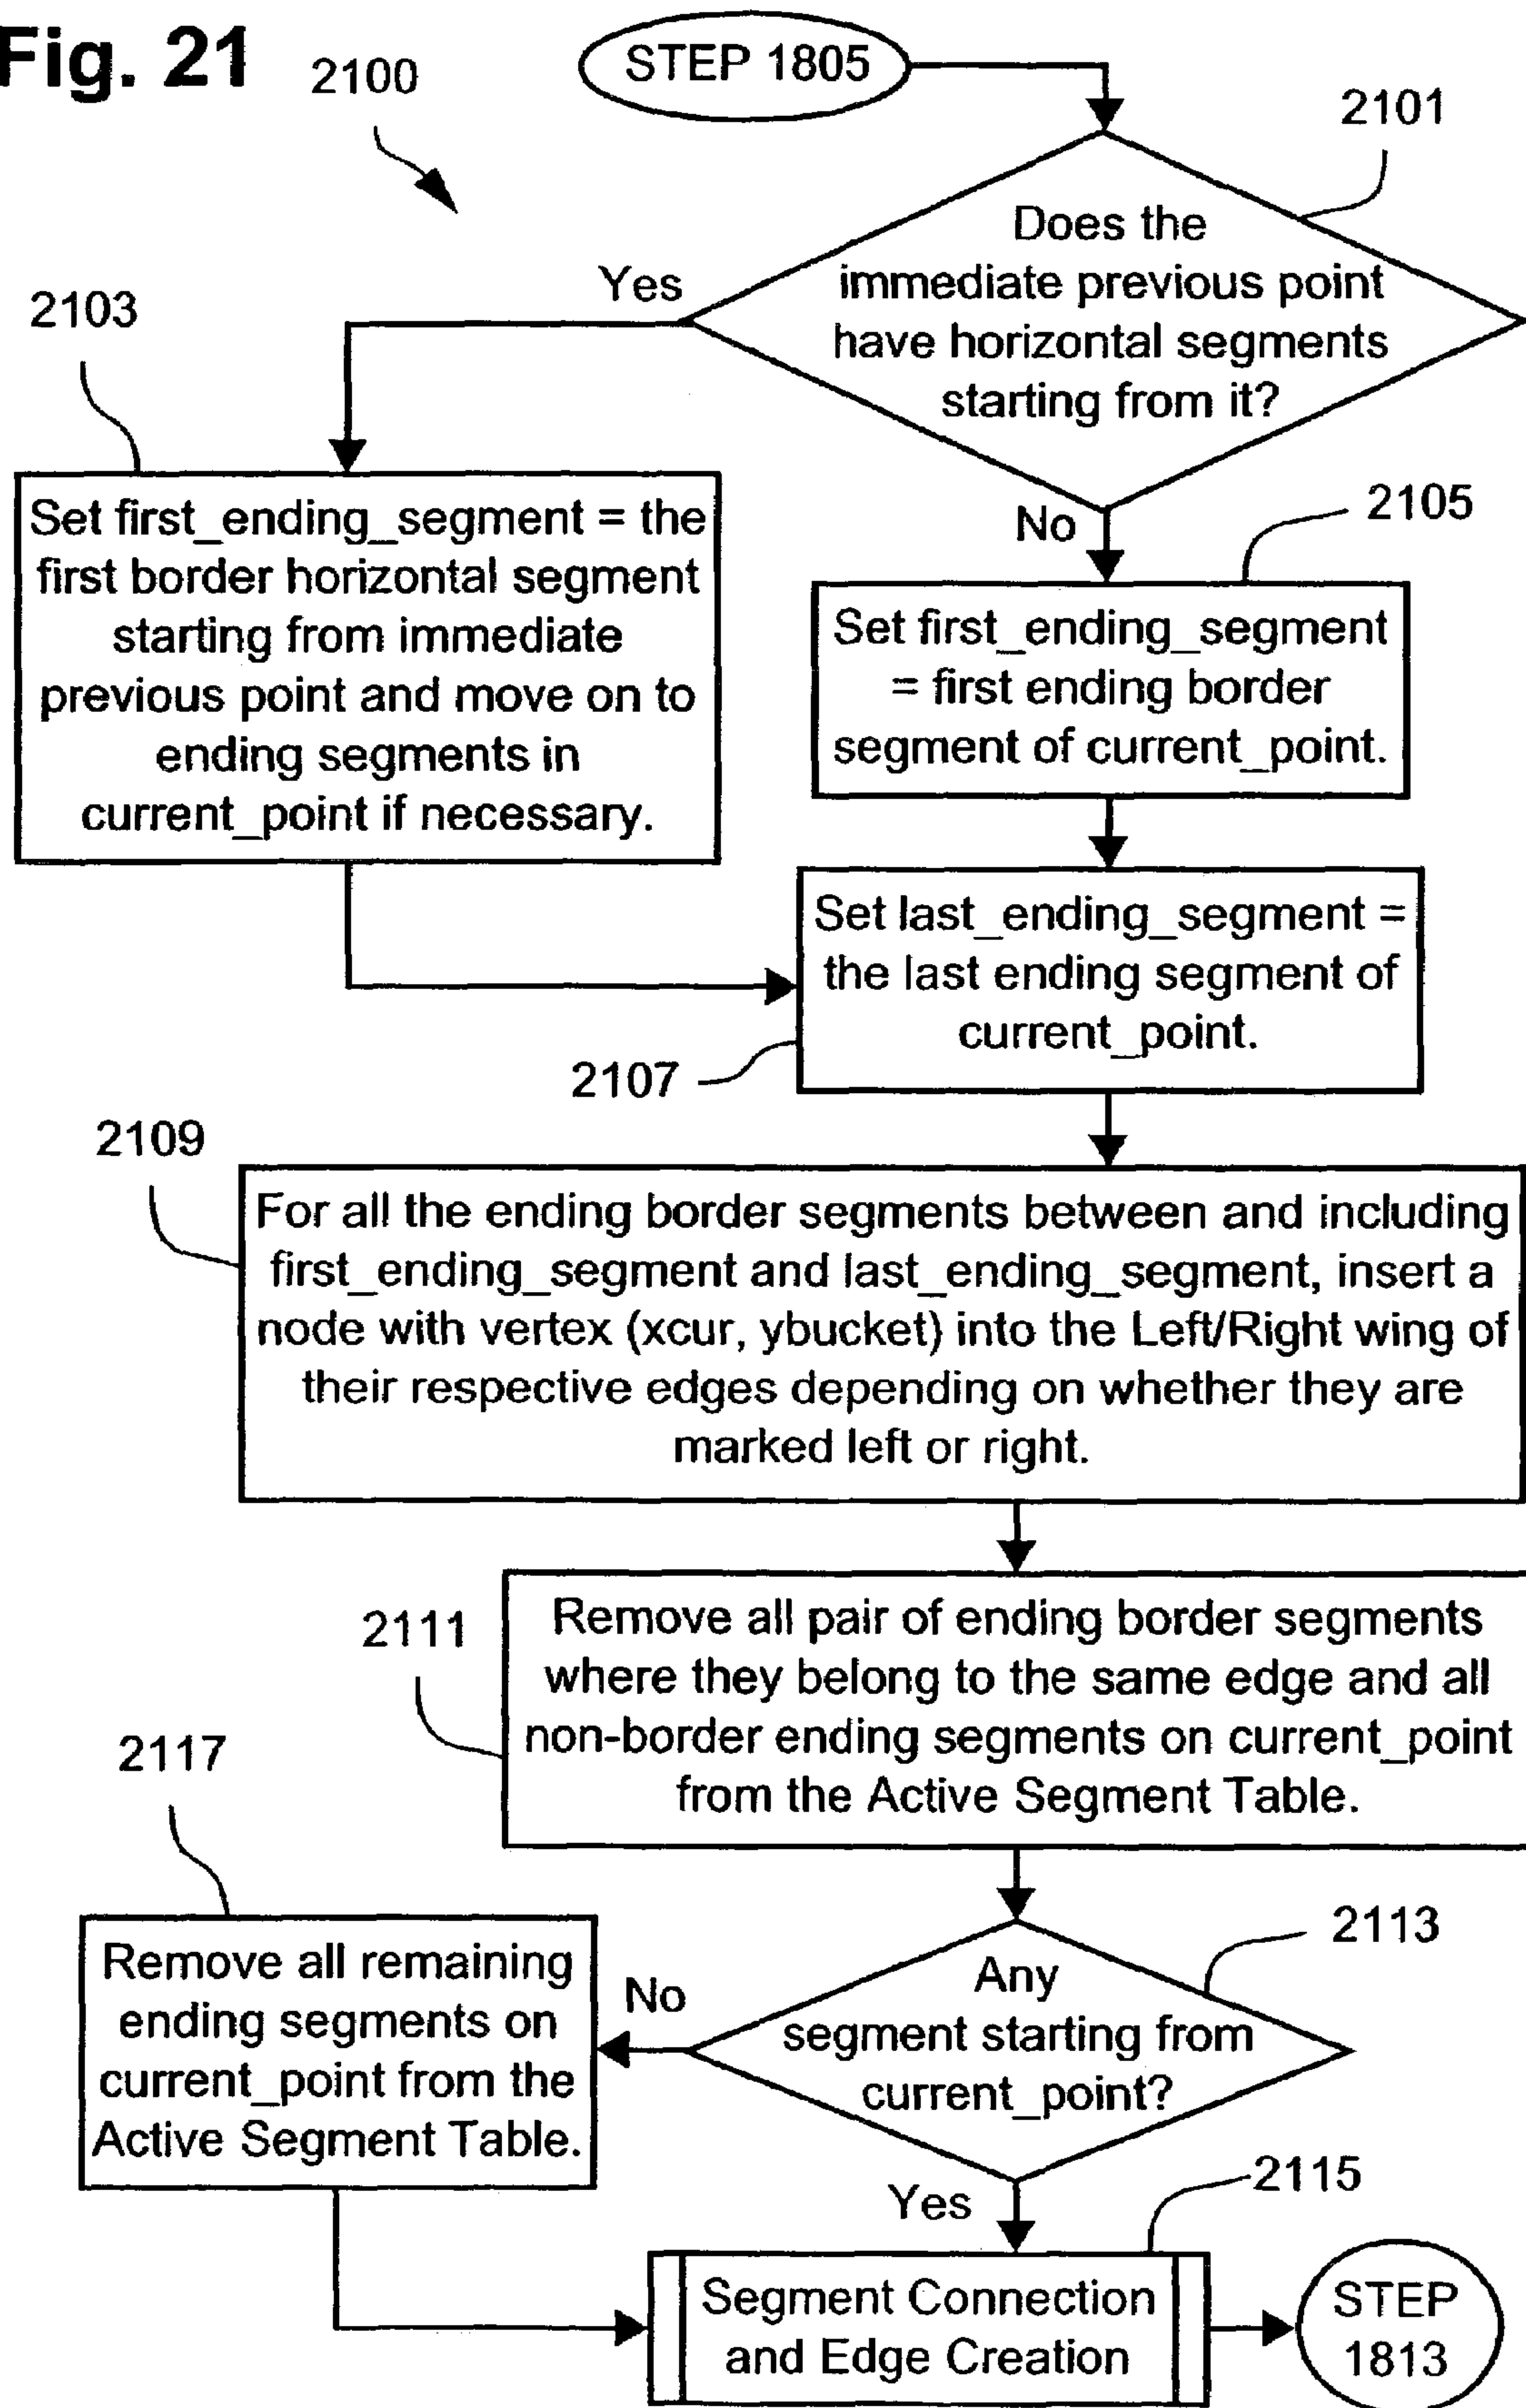 Fig. 21
2100
STEP 1805
2101
Does the
immediate previous point
have horizontal segments
starting from it?
Yes
No
2103
Set first_ending_segment = the
first border horizontal segment
starting from immediate
previous point and move on to
ending segments in
current_point if necessary.
2105
Set first_ending_segment
= first ending border
segment of current_point.
Set last_ending_segment =
the last ending segment of
current_point.
2107
2109
For all the ending border segments between and including
first_ending_segment and last_ending_segment, insert a
node with vertex (xcur, ybucket) into the Left/Right wing of
their respective edges depending on whether they are
marked left or right.
2111
Remove all pair of ending border segments
where they belong to the same edge and all
non-border ending segments on current_point
from the Active Segment Table.
2113
Any
segment starting from
current_point?
No
Yes
2117
Remove all remaining
ending segments on
current_point from the
Active Segment Table.
2115
Segment Connection
and Edge Creation
STEP
1813